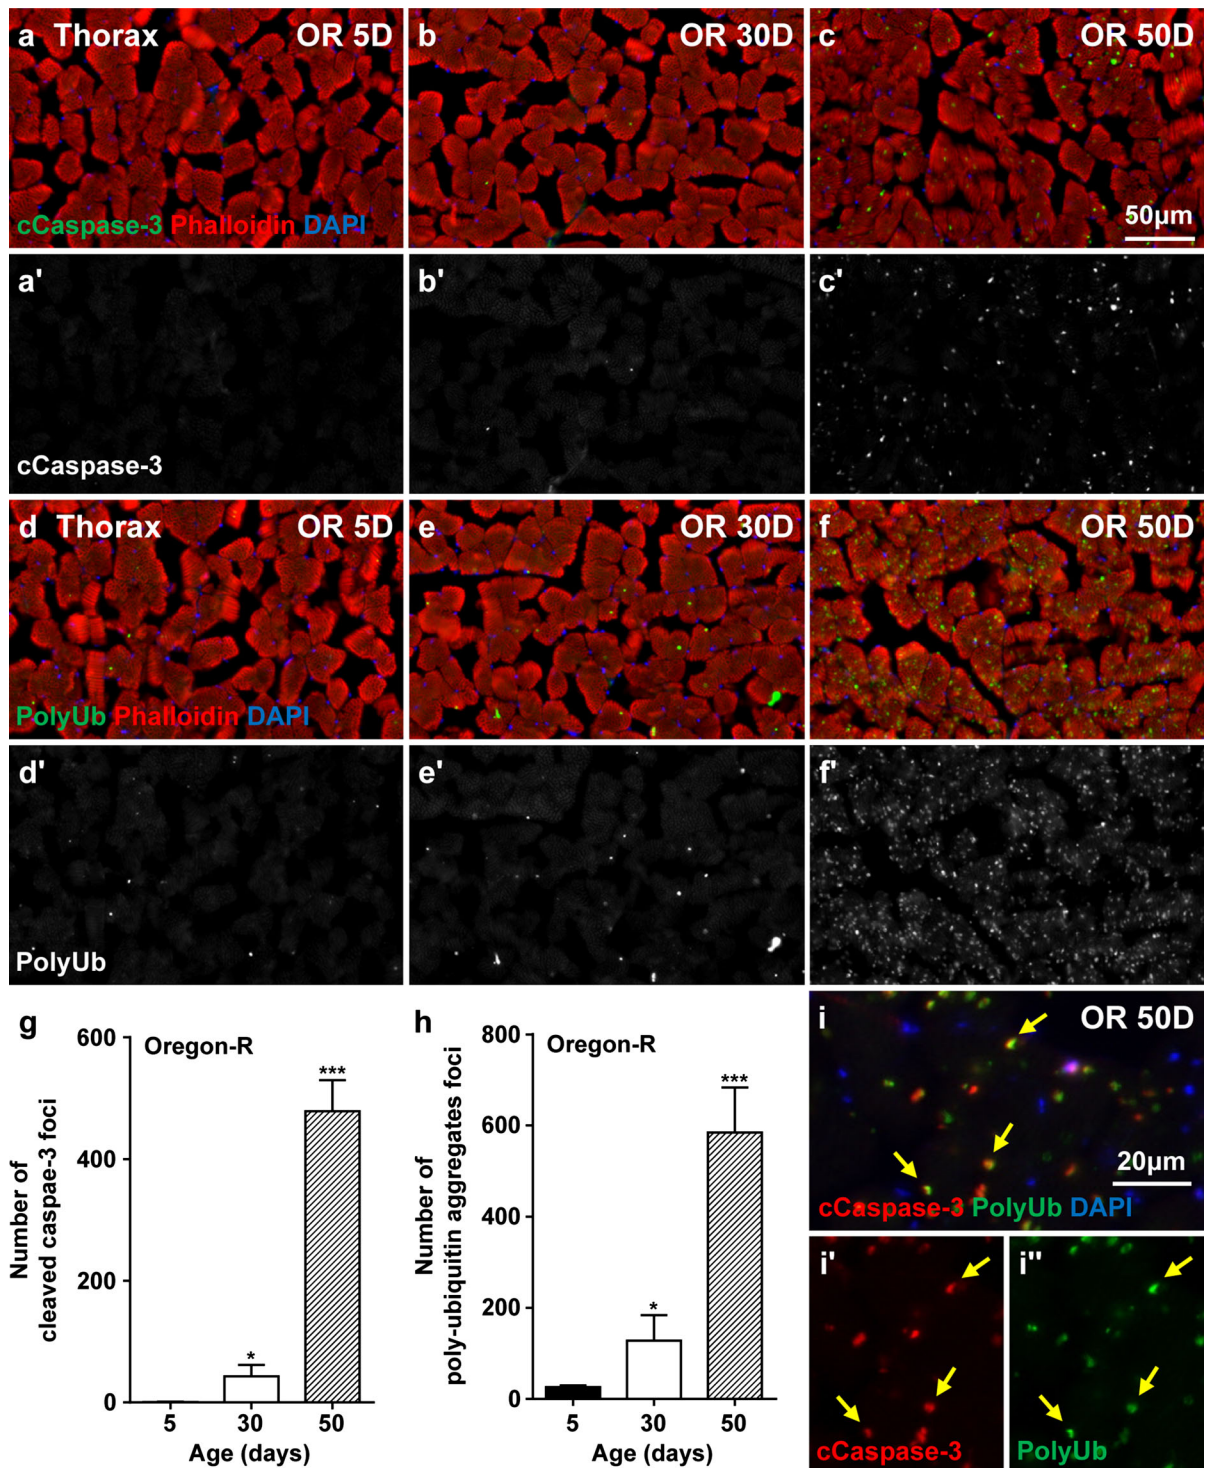 a Thorax OR 5D
cCaspase-3 Phalloidin DAPI
b OR 30D
c OR 50D
50µm
a'
cCaspase-3
b'
c'
d Thorax OR 5D
PolyUb Phalloidin DAPI
e OR 30D
f OR 50D
d'
PolyUb
e'
f'
g
Oregon-R
Number of
cleaved caspae-3 foci
600
400
200
0
*
***
5 30 50
Age (days)
h
Oregon-R
Number of
poly-ubiquitin aggregates foci
800
600
400
200
0
*
***
5 30 50
Age (days)
i OR 50D
20µm
cCaspase-3 PolyUb DAPI
i'
cCaspase-3
i"
PolyUb